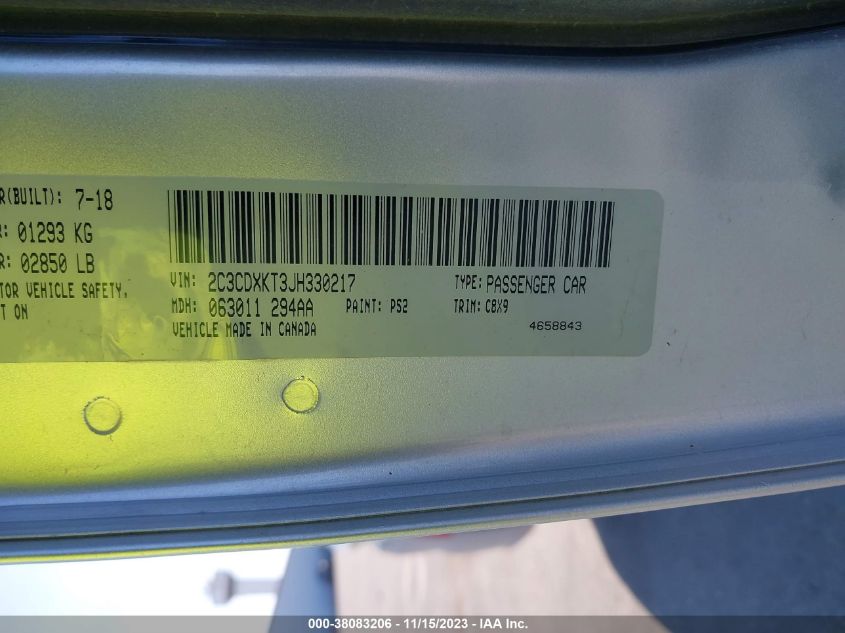 R(BUILT): 7-18
R: 01293 KG
R: 02850 LB
TOR VEHICLE SAFETY,
T ON
VIN: 2C3CDXKT3JH330217 TYPE: PASSENGER CAR
MDH: 063011 294AA PAINT: PS2 TRIM: C8X9
VEHICLE MADE IN CANADA 4658843
000-38083206 - 11/15/2023 - IAA Inc.